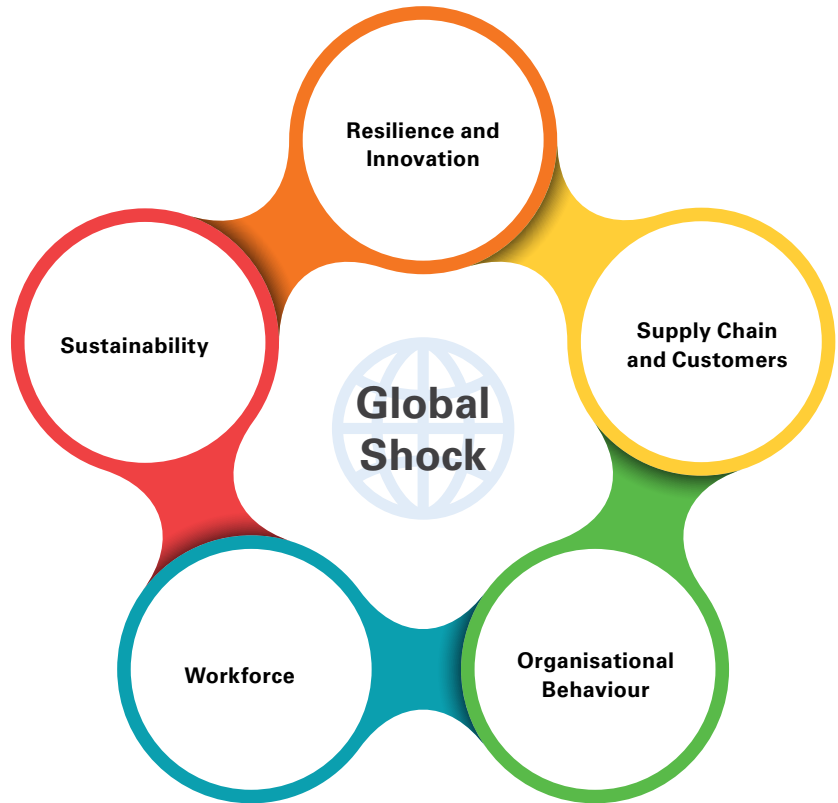 Resilience and
Innovation
Supply Chain
and Customers
Organisational
Behaviour
Workforce
Sustainability
Global
Shock